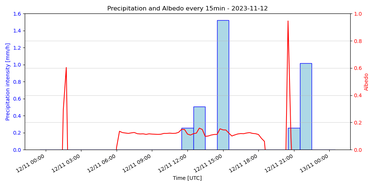 Precipitation and Albedo every 15min - 2023-11-12
1.6 1.0
1.4
1.2 0.8
1.0 0.6
0.8
0.6 0.4
0.4
0.2 0.2
0.0 0.0
Precipitation intensity [mm/h]
Albedo
12/11 00:00 12/11 03:00 12/11 06:00 12/11 09:00 12/11 12:00 12/11 15:00 12/11 18:00 12/11 21:00 13/11 00:00
Time [UTC]